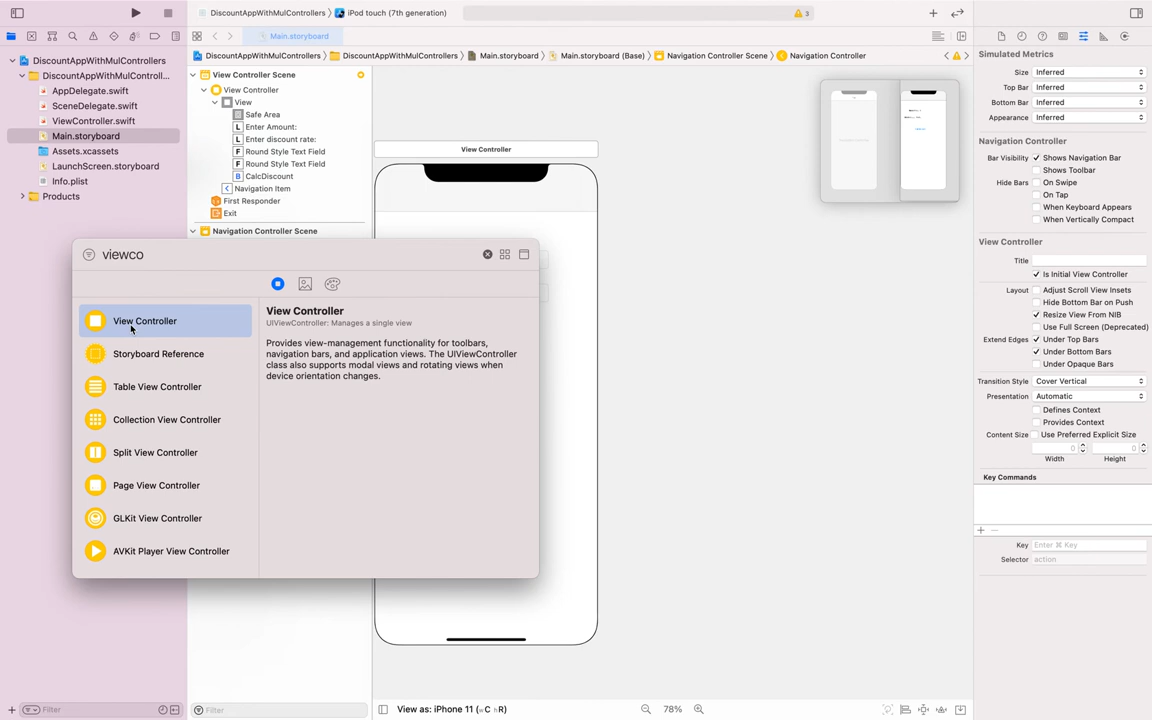 DiscountAppWithMulControllers › iPod touch (7th generation)
3
Main.storyboard
DiscountAppWithMulControllers › DiscountAppWithMulControllers › Main.storyboard › Main.storyboard (Base) › Navigation Controller Scene › Navigation Controller
DiscountAppWithMulControllers
DiscountAppWithMulControll...
AppDelegate.swift
SceneDelegate.swift
ViewController.swift
Main.storyboard
Assets.xcassets
LaunchScreen.storyboard
Info.plist
Products
View Controller Scene
View Controller
View
Safe Area
L Enter Amount:
L Enter discount rate:
F Round Style Text Field
F Round Style Text Field
B CalcDiscount
Navigation Item
First Responder
Exit
Navigation Controller Scene
View Controller
viewco
View Controller
Storyboard Reference
Table View Controller
Collection View Controller
Split View Controller
Page View Controller
GLKit View Controller
AVKit Player View Controller
View Controller
UIViewController: Manages a single view
Provides view-management functionality for toolbars,
navigation bars, and application views. The UIViewController
class also supports modal views and rotating views when
device orientation changes.
Simulated Metrics
Size Inferred
Top Bar Inferred
Bottom Bar Inferred
Appearance Inferred
Navigation Controller
Bar Visibility Shows Navigation Bar
Shows Toolbar
Hide Bars On Swipe
On Tap
When Keyboard Appears
When Vertically Compact
View Controller
Title
Is Initial View Controller
Layout Adjust Scroll View Insets
Hide Bottom Bar on Push
Resize View From NIB
Use Full Screen (Deprecated)
Extend Edges Under Top Bars
Under Bottom Bars
Under Opaque Bars
Transition Style Cover Vertical
Presentation Automatic
Defines Context
Provides Context
Content Size Use Preferred Explicit Size
0 0
Width Height
Key Commands
Key Enter ⌘ Key
Selector action
Filter
Filter
View as: iPhone 11 (wC hR)
78%